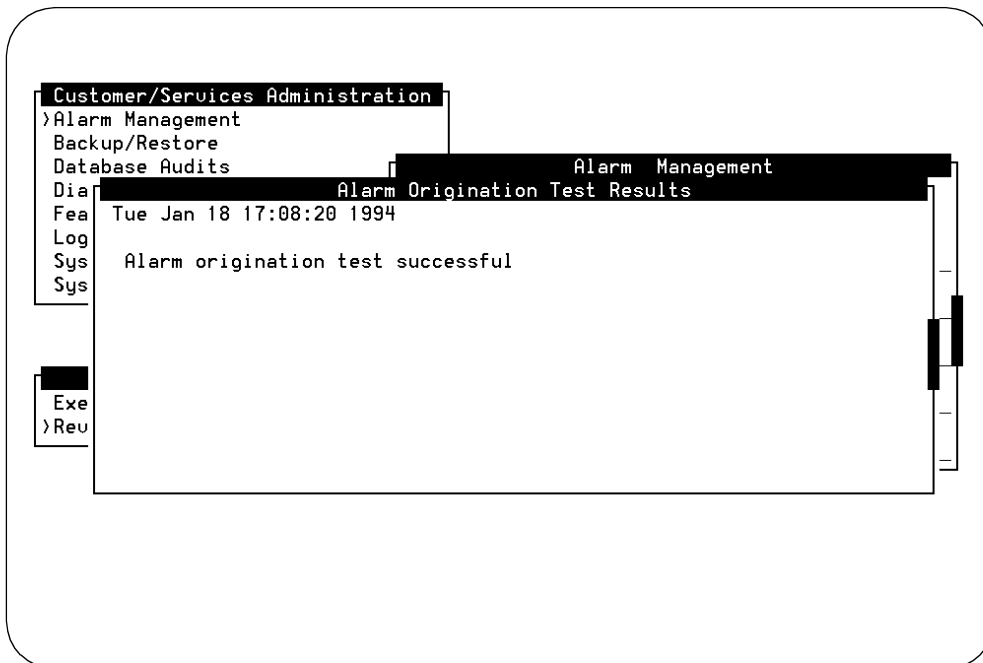 Customer/Services Administration
>Alarm Management
Backup/Restore
Database Audits
Alarm Management
Dia
Alarm Origination Test Results
Fea
Tue Jan 18 17:08:20 1994
Log
Sys
Alarm origination test successful
Sys
Exe
>Rev